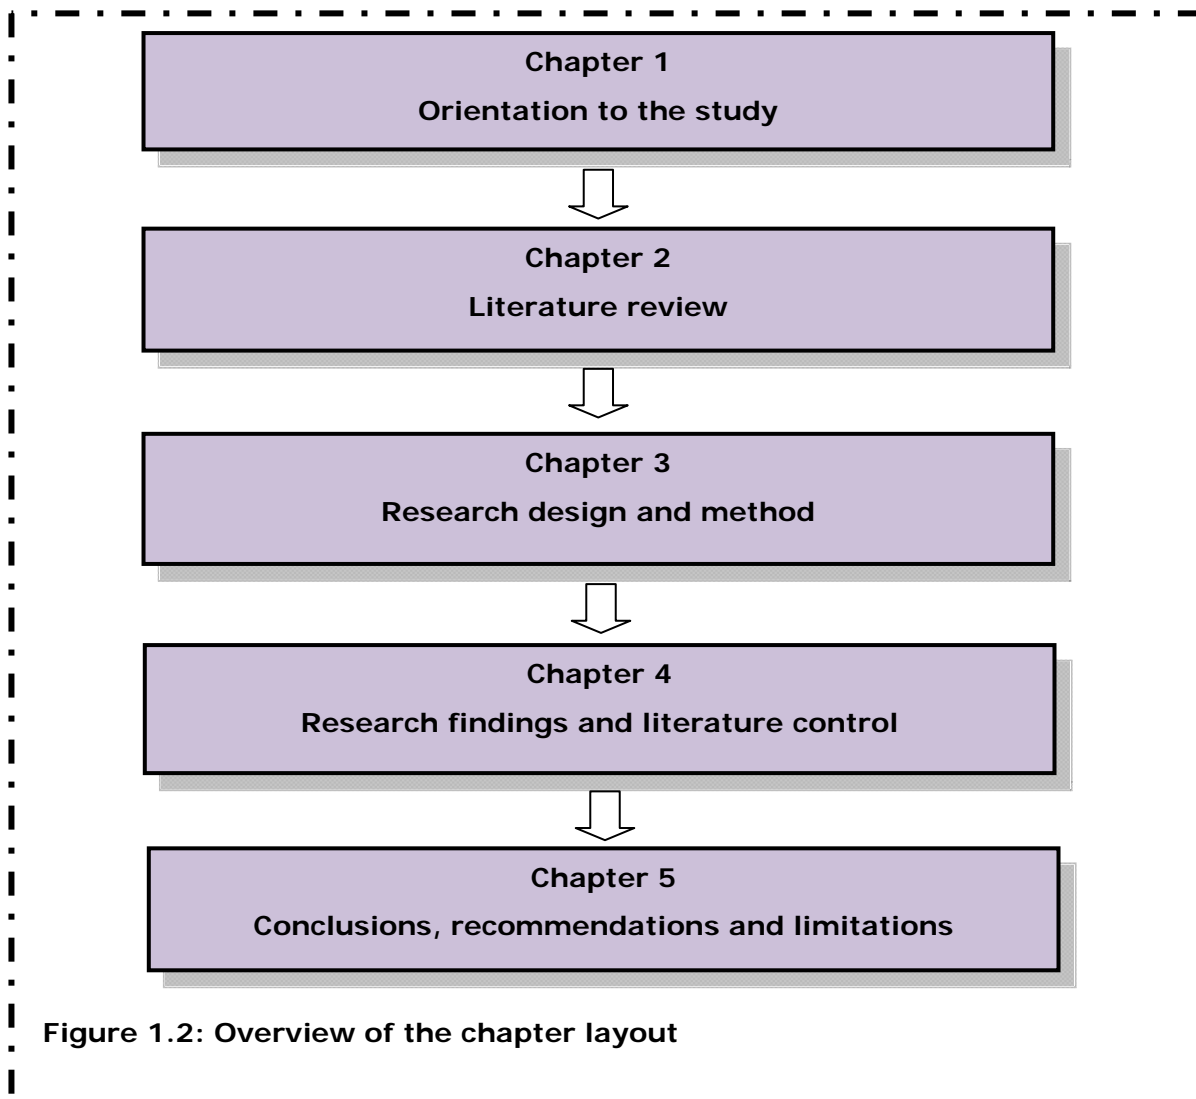 Chapter 1
Orientation to the study
Chapter 2
Literature review
Chapter 3
Research design and method
Chapter 4
Research findings and literature control
Chapter 5
Conclusions, recommendations and limitations
Figure 1.2: Overview of the chapter layout